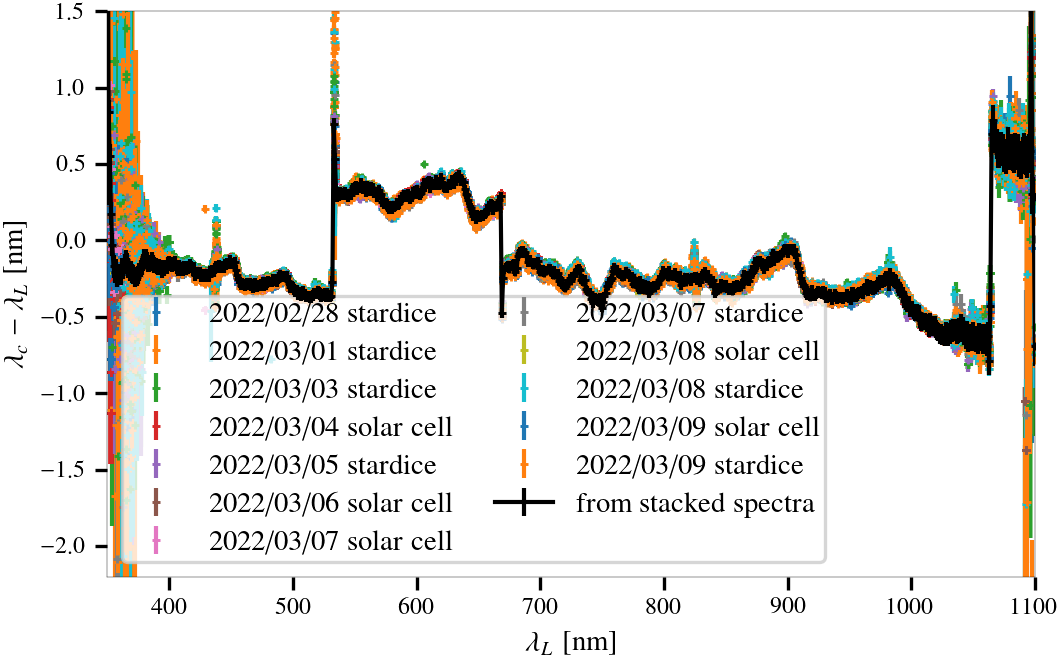 1.5
1.0
0.5
0.0
−0.5
−1.0
−1.5
−2.0
λc − λL [nm]
2022/02/28 stardice
2022/03/01 stardice
2022/03/03 stardice
2022/03/04 solar cell
2022/03/05 stardice
2022/03/06 solar cell
2022/03/07 solar cell
2022/03/07 stardice
2022/03/08 solar cell
2022/03/08 stardice
2022/03/09 solar cell
2022/03/09 stardice
from stacked spectra
400 500 600 700 800 900 1000 1100
λL [nm]